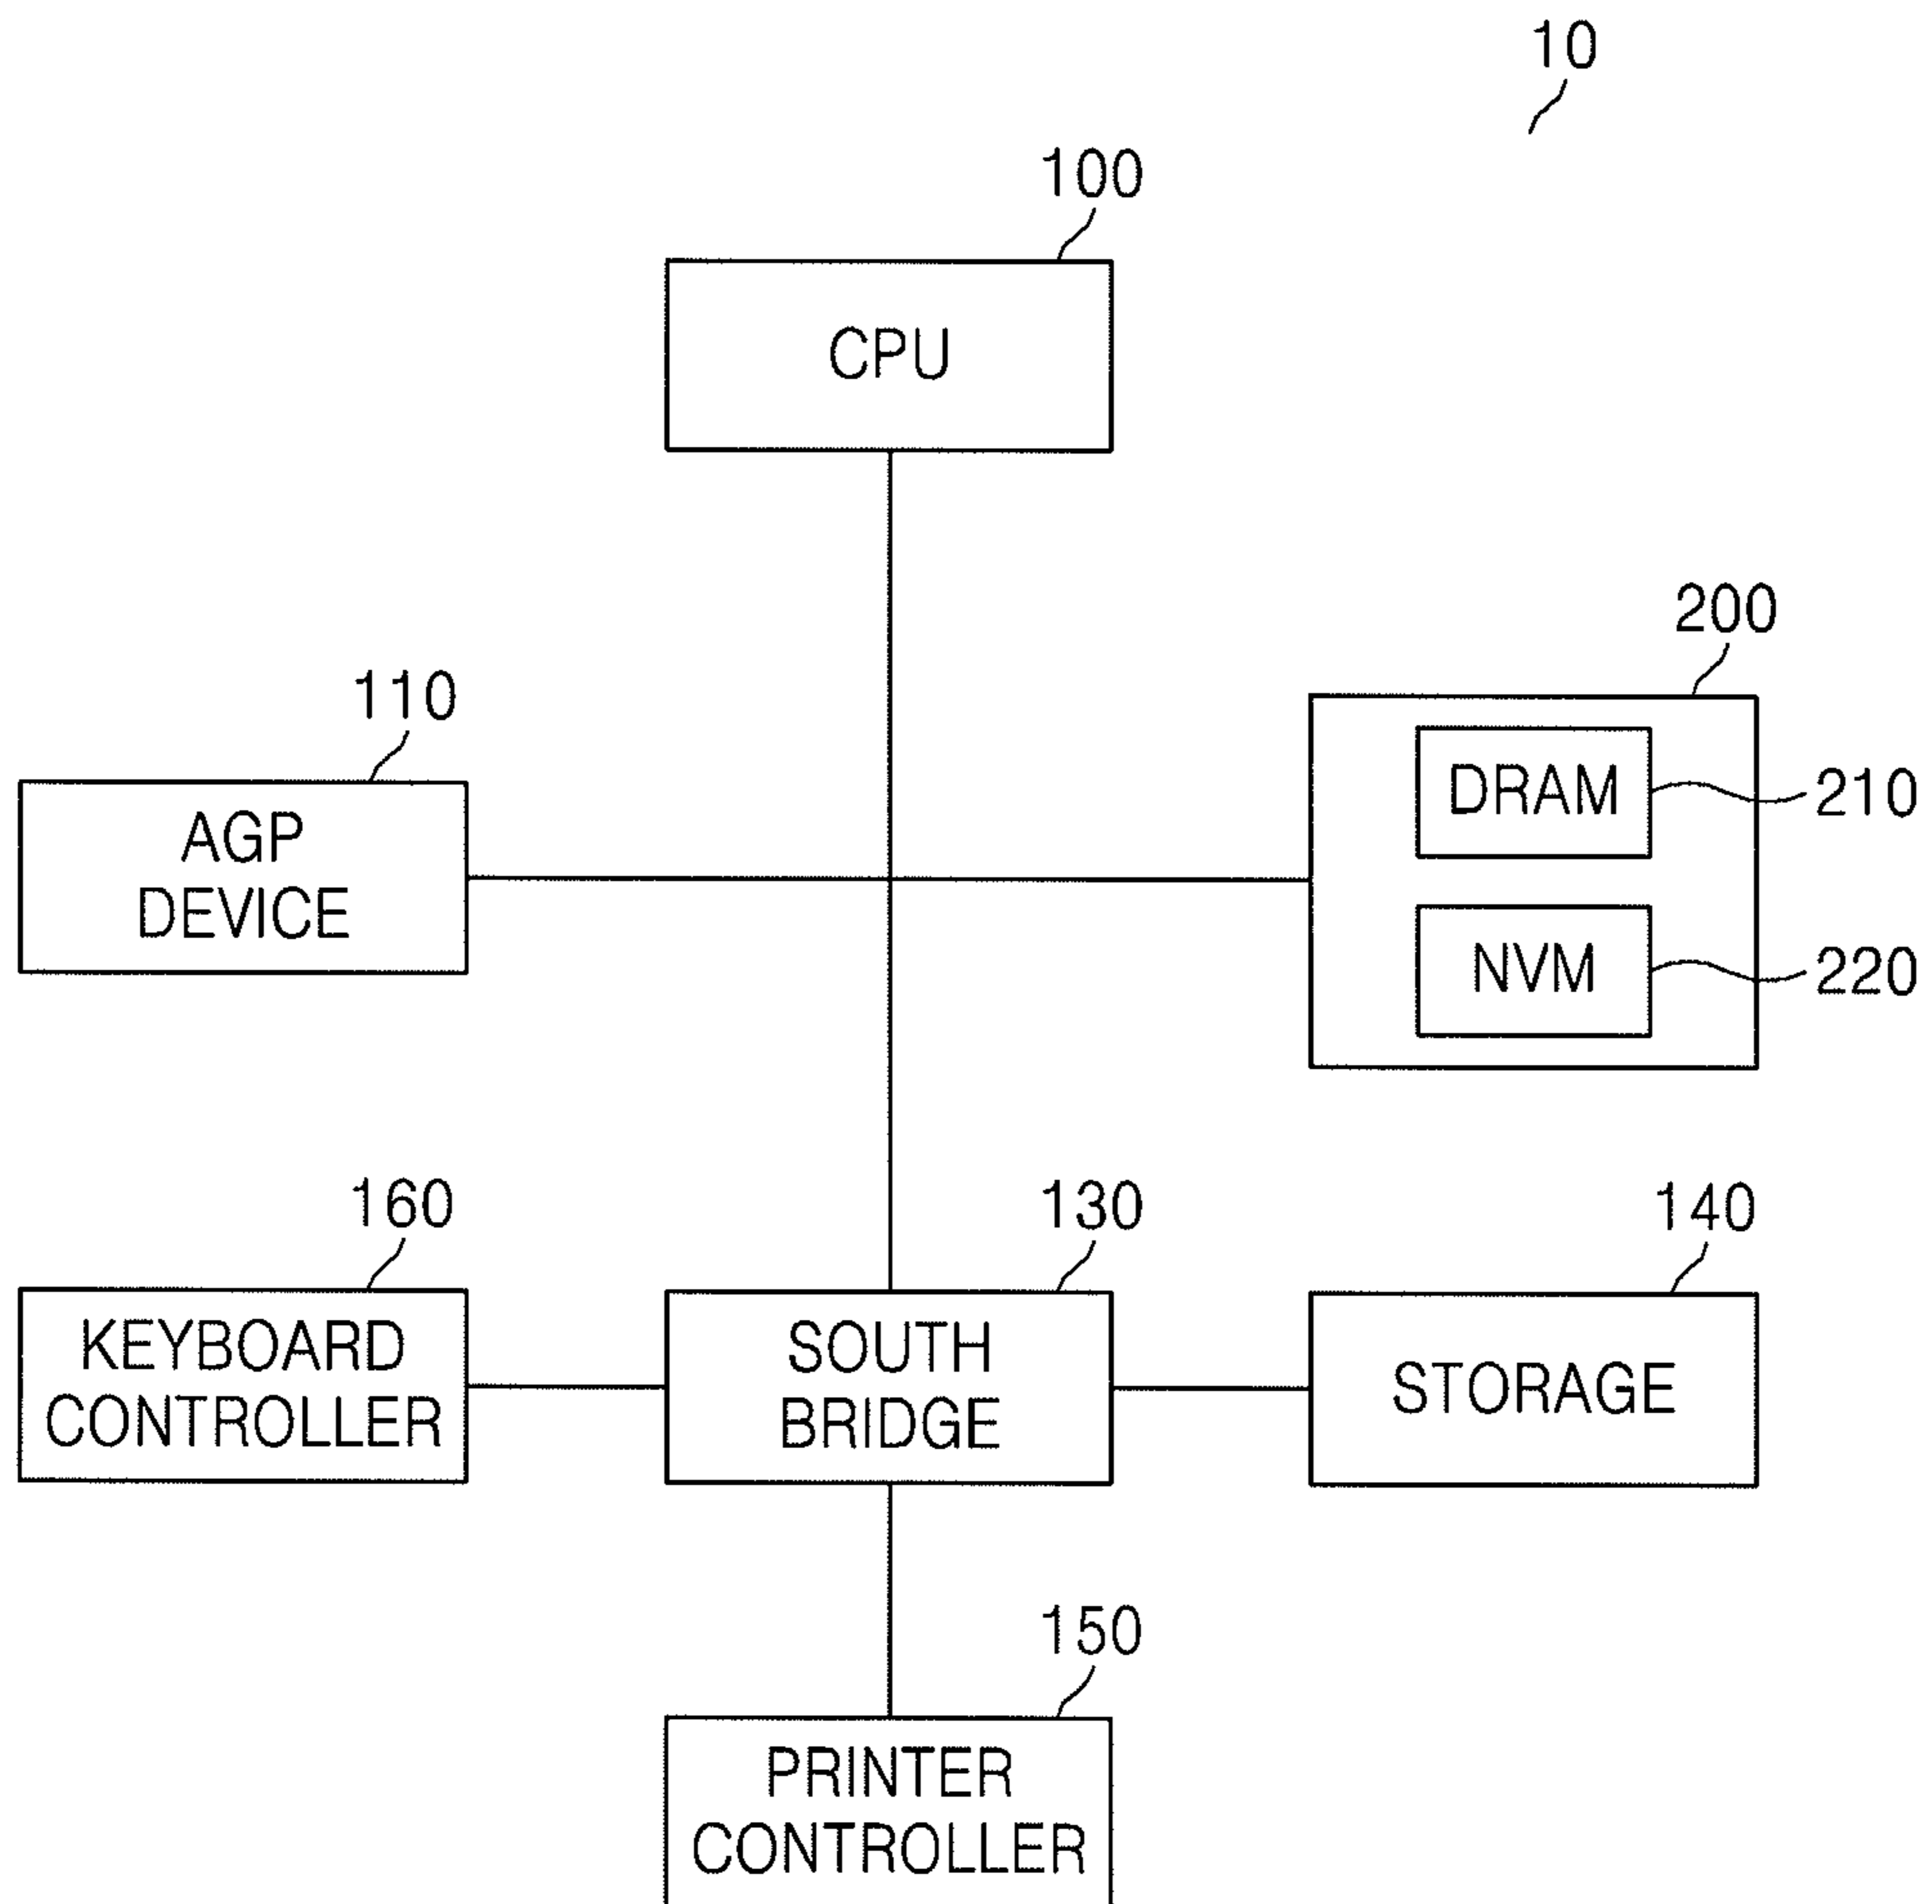 10
100
CPU
200
110
DRAM
210
AGP
DEVICE
NVM
220
160
130
140
KEYBOARD
CONTROLLER
SOUTH
BRIDGE
STORAGE
150
PRINTER
CONTROLLER